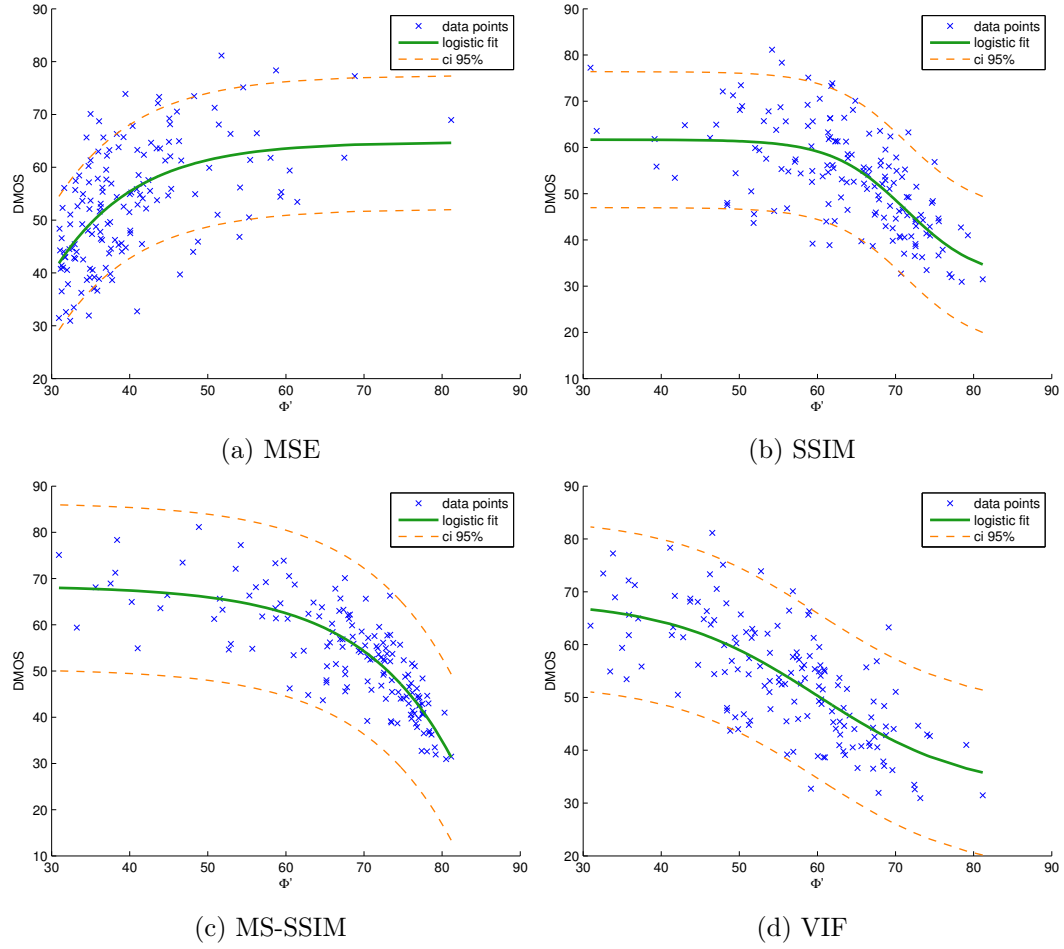 90
80
70
60
50
40
30
20
30 40 50 60 70 80 90
DMOS
Φ'
data points
logistic fit
ci 95%
(a) MSE
90
80
70
60
50
40
30
20
10
30 40 50 60 70 80 90
DMOS
Φ'
data points
logistic fit
ci 95%
(b) SSIM
90
80
70
60
50
40
30
20
10
30 40 50 60 70 80 90
DMOS
Φ'
data points
logistic fit
ci 95%
(c) MS-SSIM
90
80
70
60
50
40
30
20
30 40 50 60 70 80 90
DMOS
Φ'
data points
logistic fit
ci 95%
(d) VIF